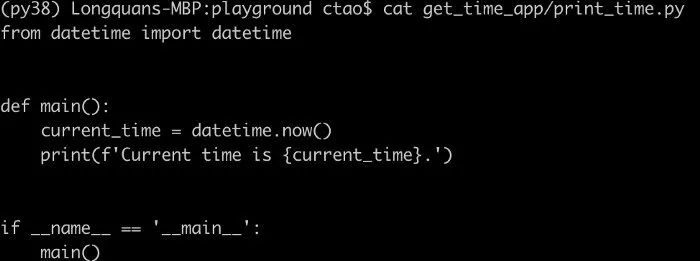 (py38) Longquans-MBP:playground ctao$ cat get_time_app/print_time.py
from datetime import datetime
def main():
    current_time = datetime.now()
    print(f'Current time is {current_time}.')
if __name__ == '__main__':
    main()